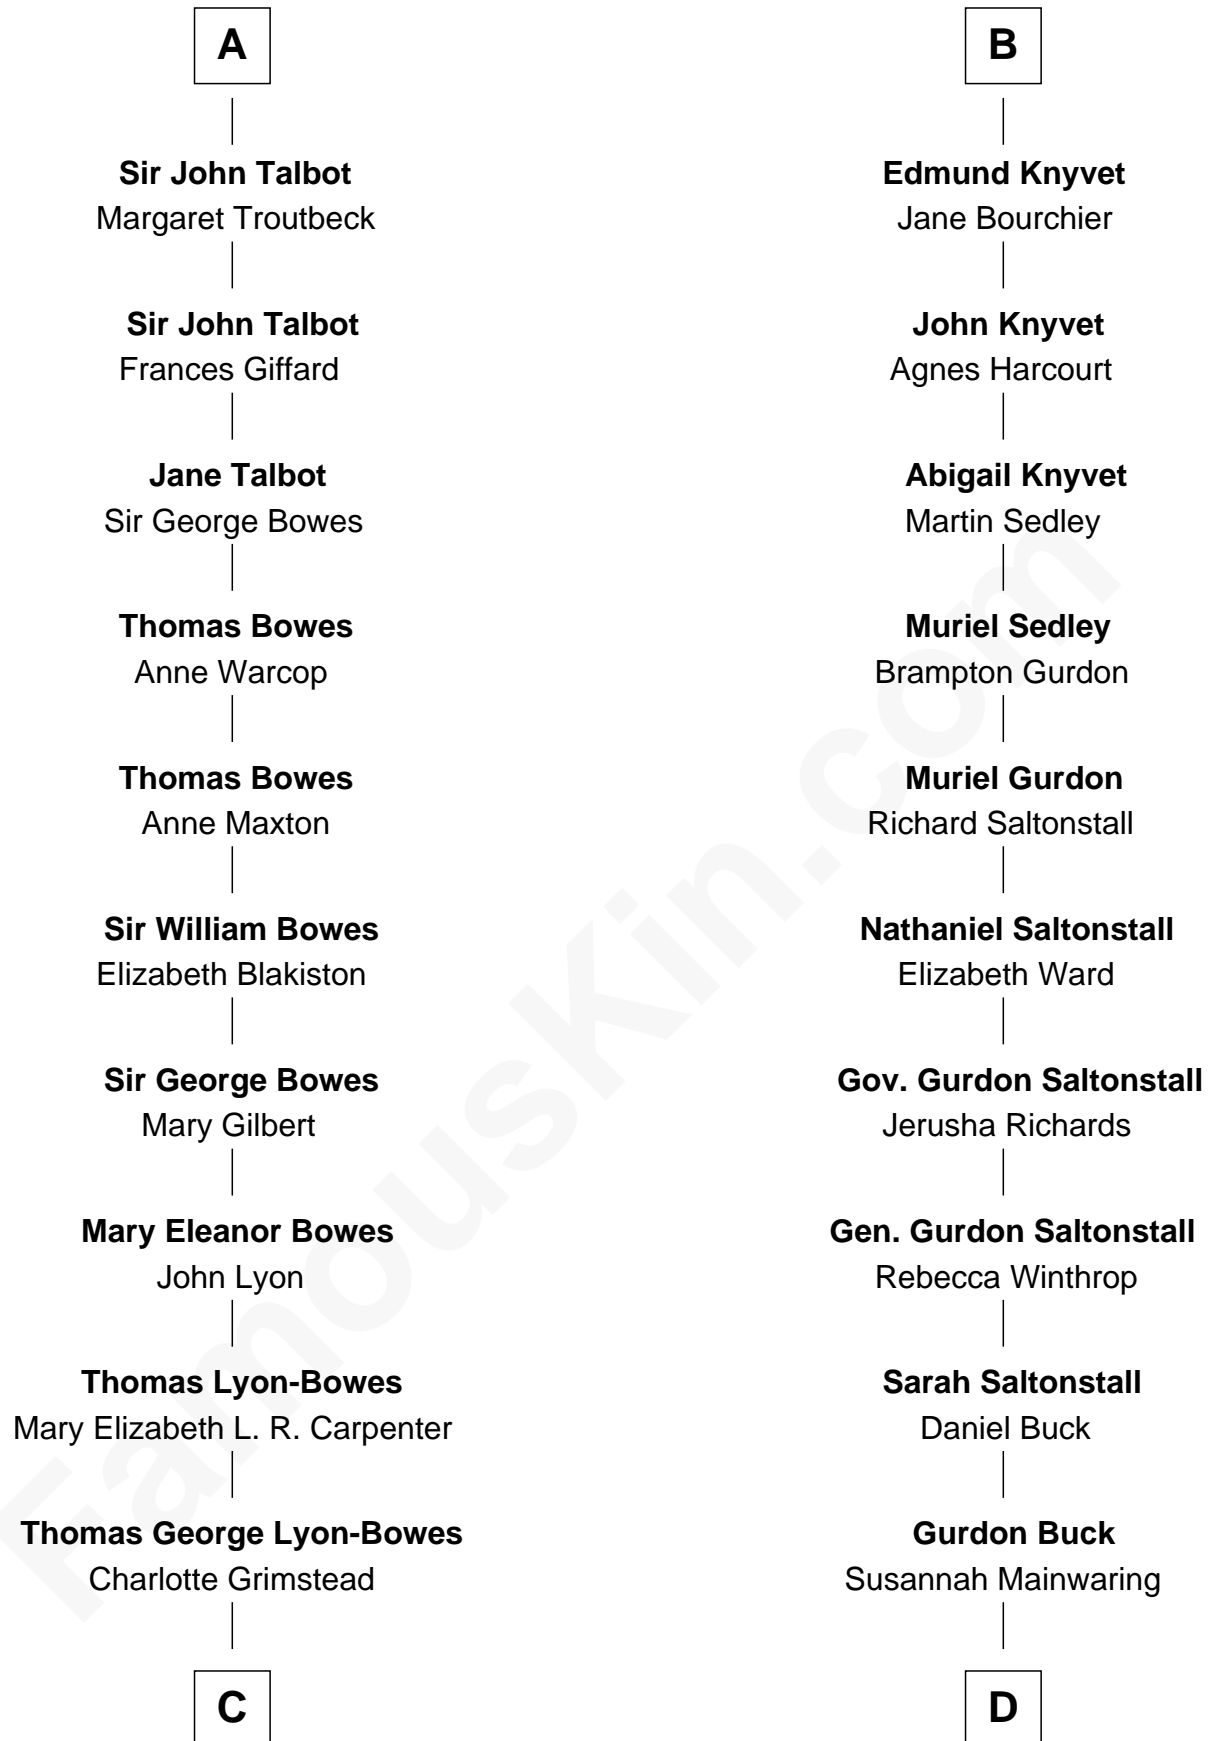 A
Sir John Talbot
Margaret Troutbeck
Sir John Talbot
Frances Giffard
Jane Talbot
Sir George Bowes
Thomas Bowes
Anne Warcop
Thomas Bowes
Anne Maxton
Sir William Bowes
Elizabeth Blakiston
Sir George Bowes
Mary Gilbert
Mary Eleanor Bowes
John Lyon
Thomas Lyon-Bowes
Mary Elizabeth L. R. Carpenter
Thomas George Lyon-Bowes
Charlotte Grimstead
C
B
Edmund Knyvet
Jane Bourchier
John Knyvet
Agnes Harcourt
Abigail Knyvet
Martin Sedley
Muriel Sedley
Brampton Gurdon
Muriel Gurdon
Richard Saltonstall
Nathaniel Saltonstall
Elizabeth Ward
Gov. Gurdon Saltonstall
Jerusha Richards
Gen. Gurdon Saltonstall
Rebecca Winthrop
Sarah Saltonstall
Daniel Buck
Gurdon Buck
Susannah Mainwaring
D
FamousKin.com